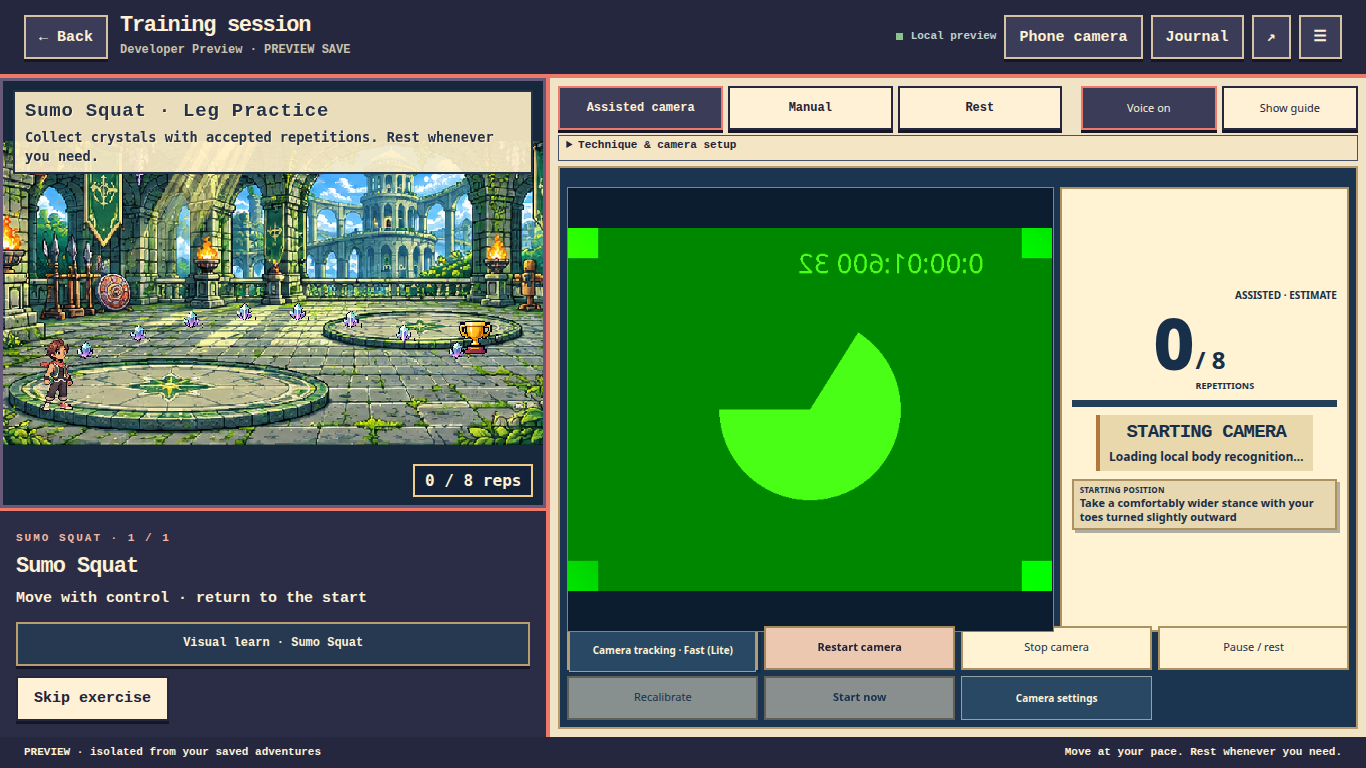 ← Back
Training session
Developer Preview · PREVIEW SAVE
Local preview
Phone camera
Journal
↗
☰
Sumo Squat · Leg Practice
Collect crystals with accepted repetitions. Rest whenever
you need.
0 / 8 reps
SUMO SQUAT · 1 / 1
Sumo Squat
Move with control · return to the start
Visual learn · Sumo Squat
Skip exercise
Assisted camera
Manual
Rest
Voice on
Show guide
▶ Technique & camera setup
0:00:01:600 32
ASSISTED · ESTIMATE
0 / 8
REPETITIONS
STARTING CAMERA
Loading local body recognition…
STARTING POSITION
Take a comfortably wider stance with your
toes turned slightly outward
Camera tracking · Fast (Lite)
Restart camera
Stop camera
Pause / rest
Recalibrate
Start now
Camera settings
PREVIEW · isolated from your saved adventures
Move at your pace. Rest whenever you need.